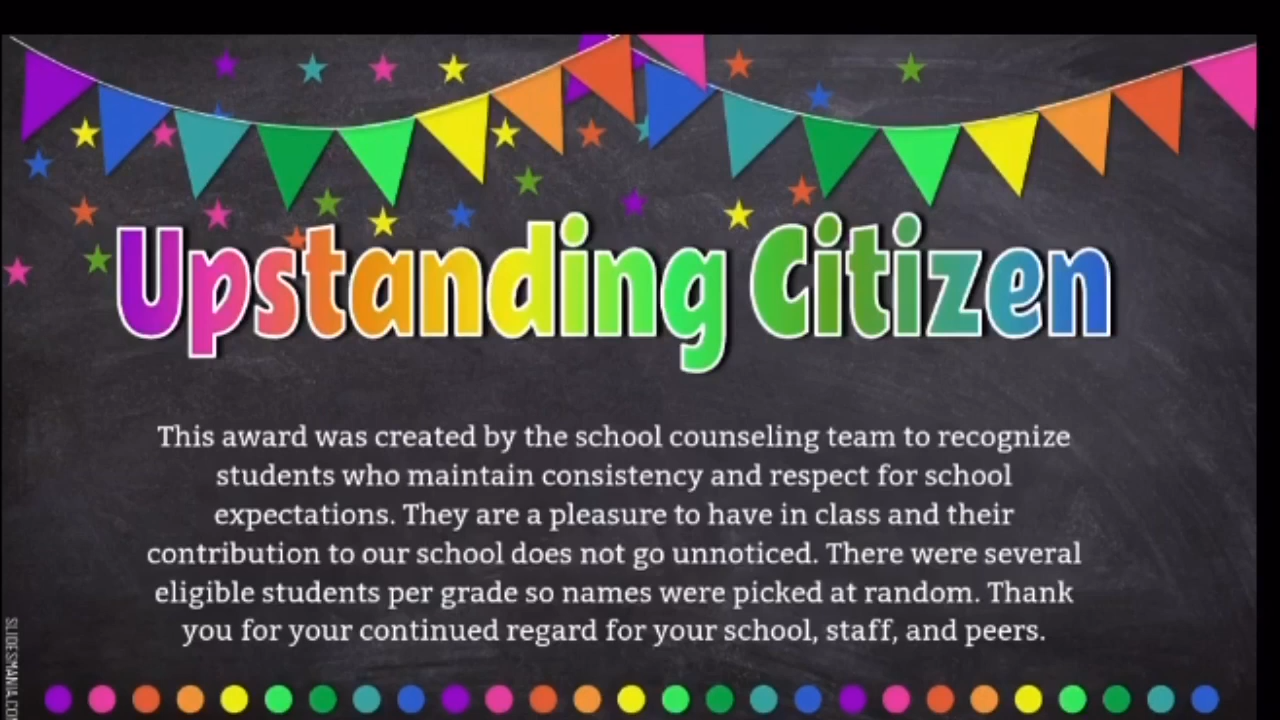 Upstanding Citizen
This award was created by the school counseling team to recognize
students who maintain consistency and respect for school
expectations. They are a pleasure to have in class and their
contribution to our school does not go unnoticed. There were several
eligible students per grade so names were picked at random. Thank
you for your continued regard for your school, staff, and peers.